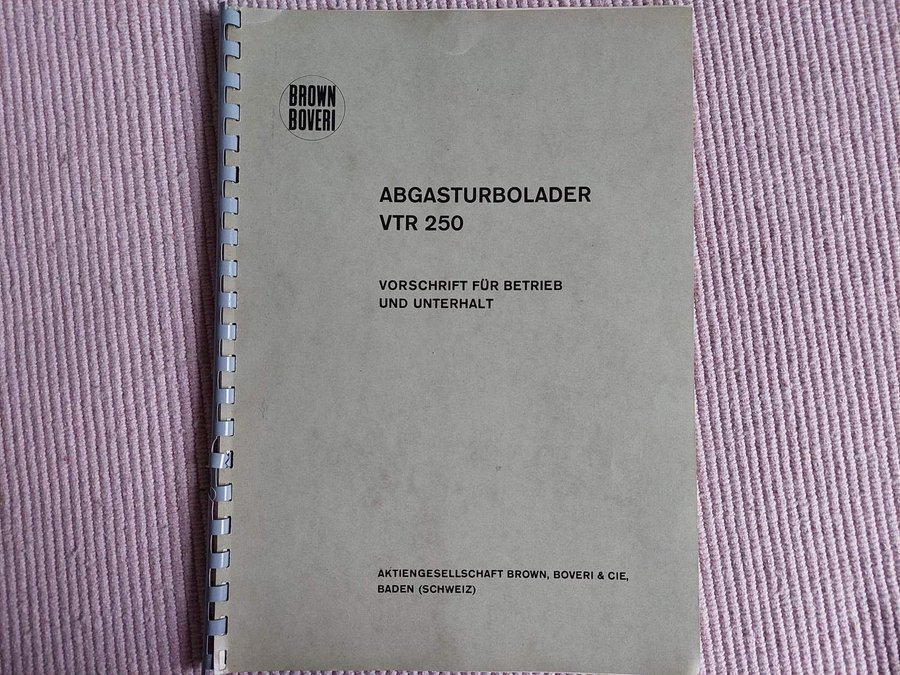 BROWN
BOVERI
ABGASTURBOLADER
VTR 250
VORSCHRIFT FÜR BETRIEB
UND UNTERHALT
AKTIENGESELLSCHAFT BROWN, BOVERI & CIE,
BADEN (SCHWEIZ)